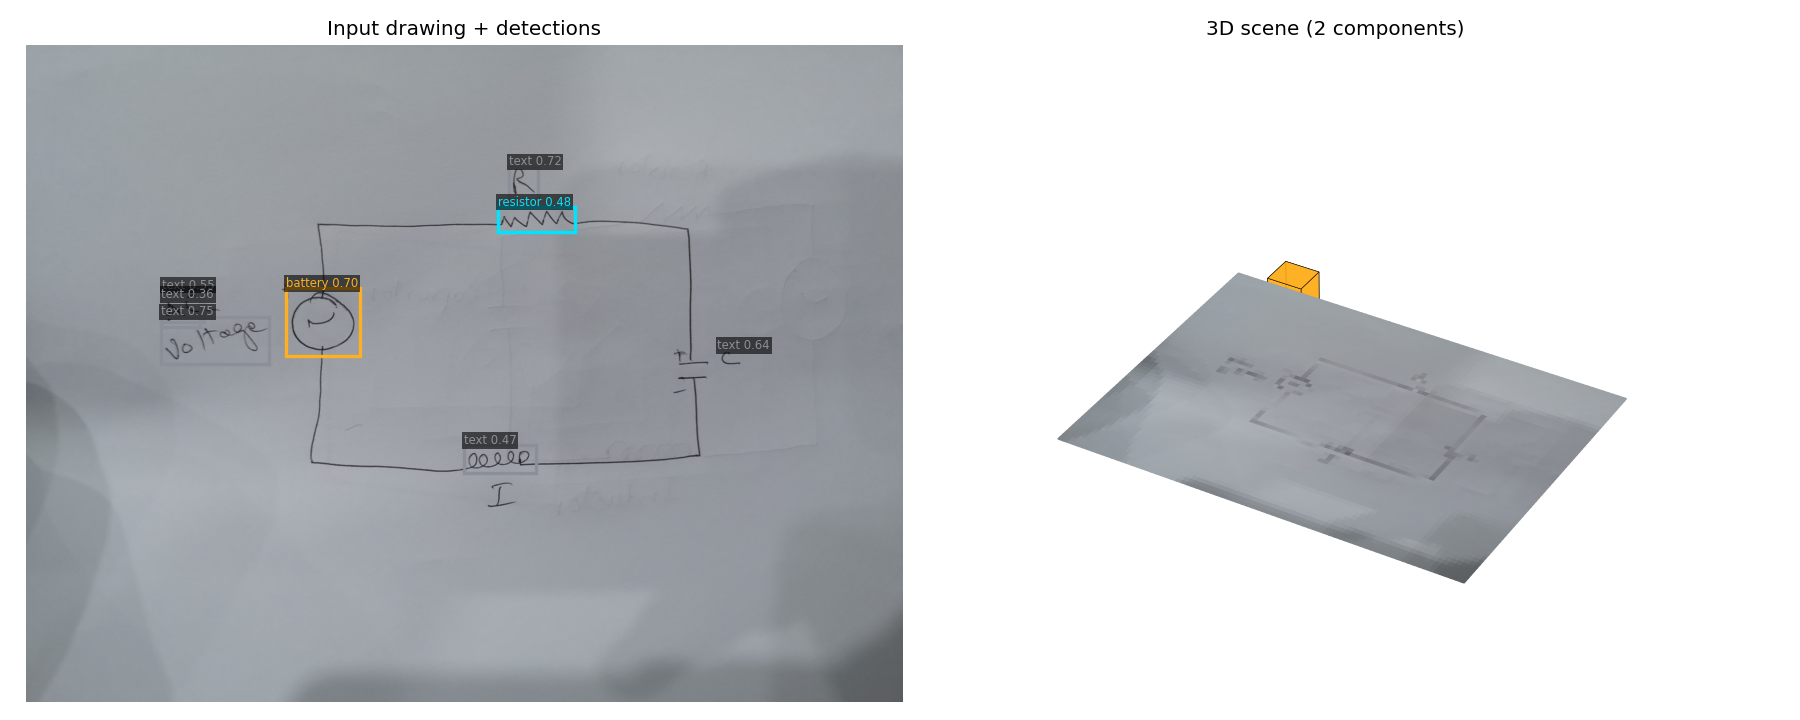 Input drawing + detections
3D scene (2 components)
text 0.72
R
resistor 0.48
battery 0.70
text 0.55
text 0.36
text 0.75
Voltage
text 0.64
+
C
-
text 0.47
I